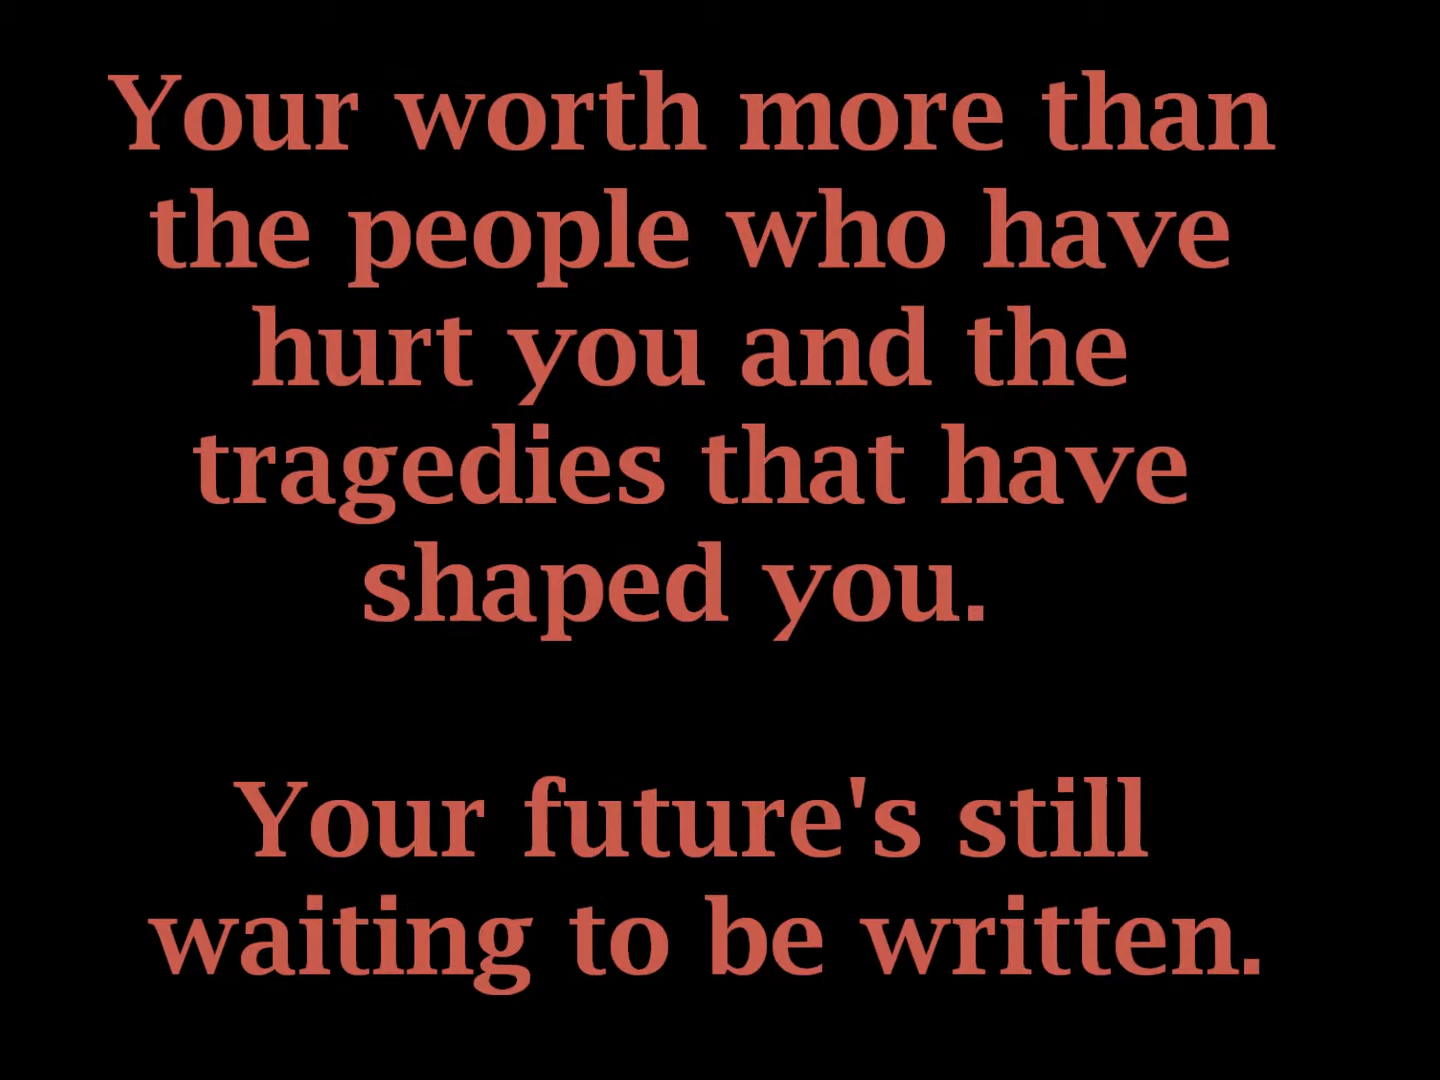 Your worth more than
the people who have
hurt you and the
tragedies that have
shaped you.
Your future's still
waiting to be written.